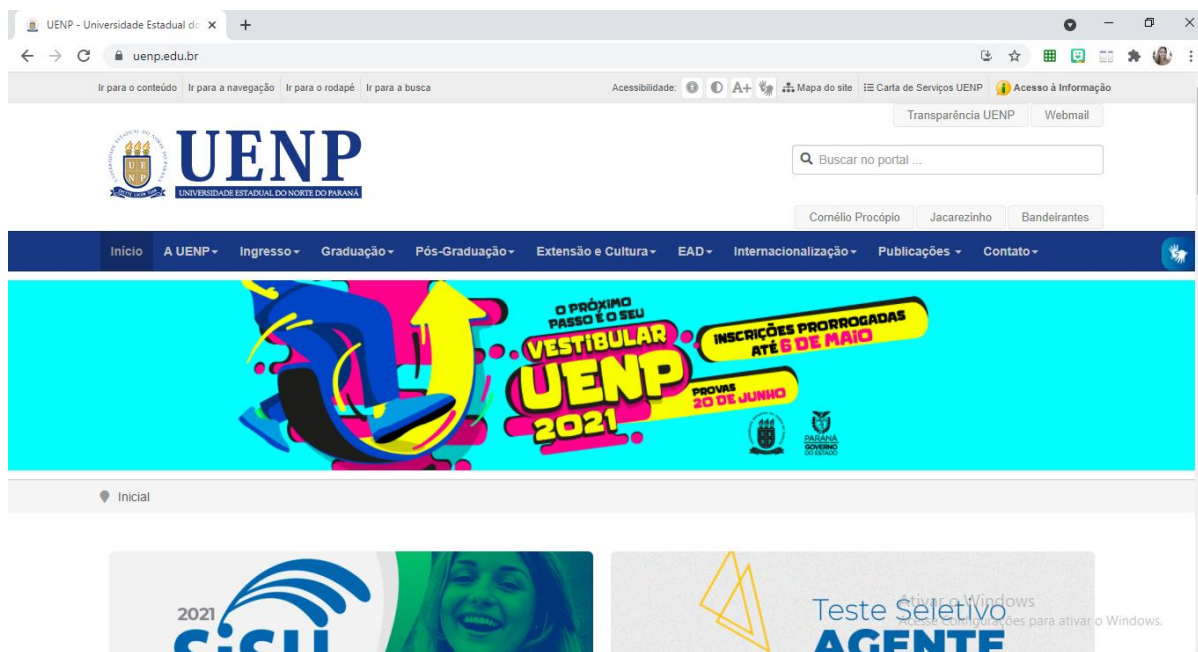 UENP - Universidade Estadual do
uenp.edu.br
Ir para o conteúdo Ir para a navegação Ir para o rodapé Ir para a busca
Acessibilidade: A+ Mapa do site Carta de Serviços UENP Acesso à Informação
Transparência UENP Webmail
UENP
UNIVERSIDADE ESTADUAL DO NORTE DO PARANÁ
Buscar no portal ...
Cornélio Procópio Jacarezinho Bandeirantes
Início A UENP Ingresso Graduação Pós-Graduação Extensão e Cultura EAD Internacionalização Publicações Contato
O PRÓXIMO
PASSO É O SEU
VESTIBULAR
UENP
2021
INSCRIÇÕES PRORROGADAS
ATÉ 6 DE MAIO
PROVAS
20 DE JUNHO
PARANÁ
GOVERNO
DO ESTADO
Inicial
2021
SiSU
Teste Seletivo
AGENTE
Ativar o Windows
Acesse Configurações para ativar o Windows.